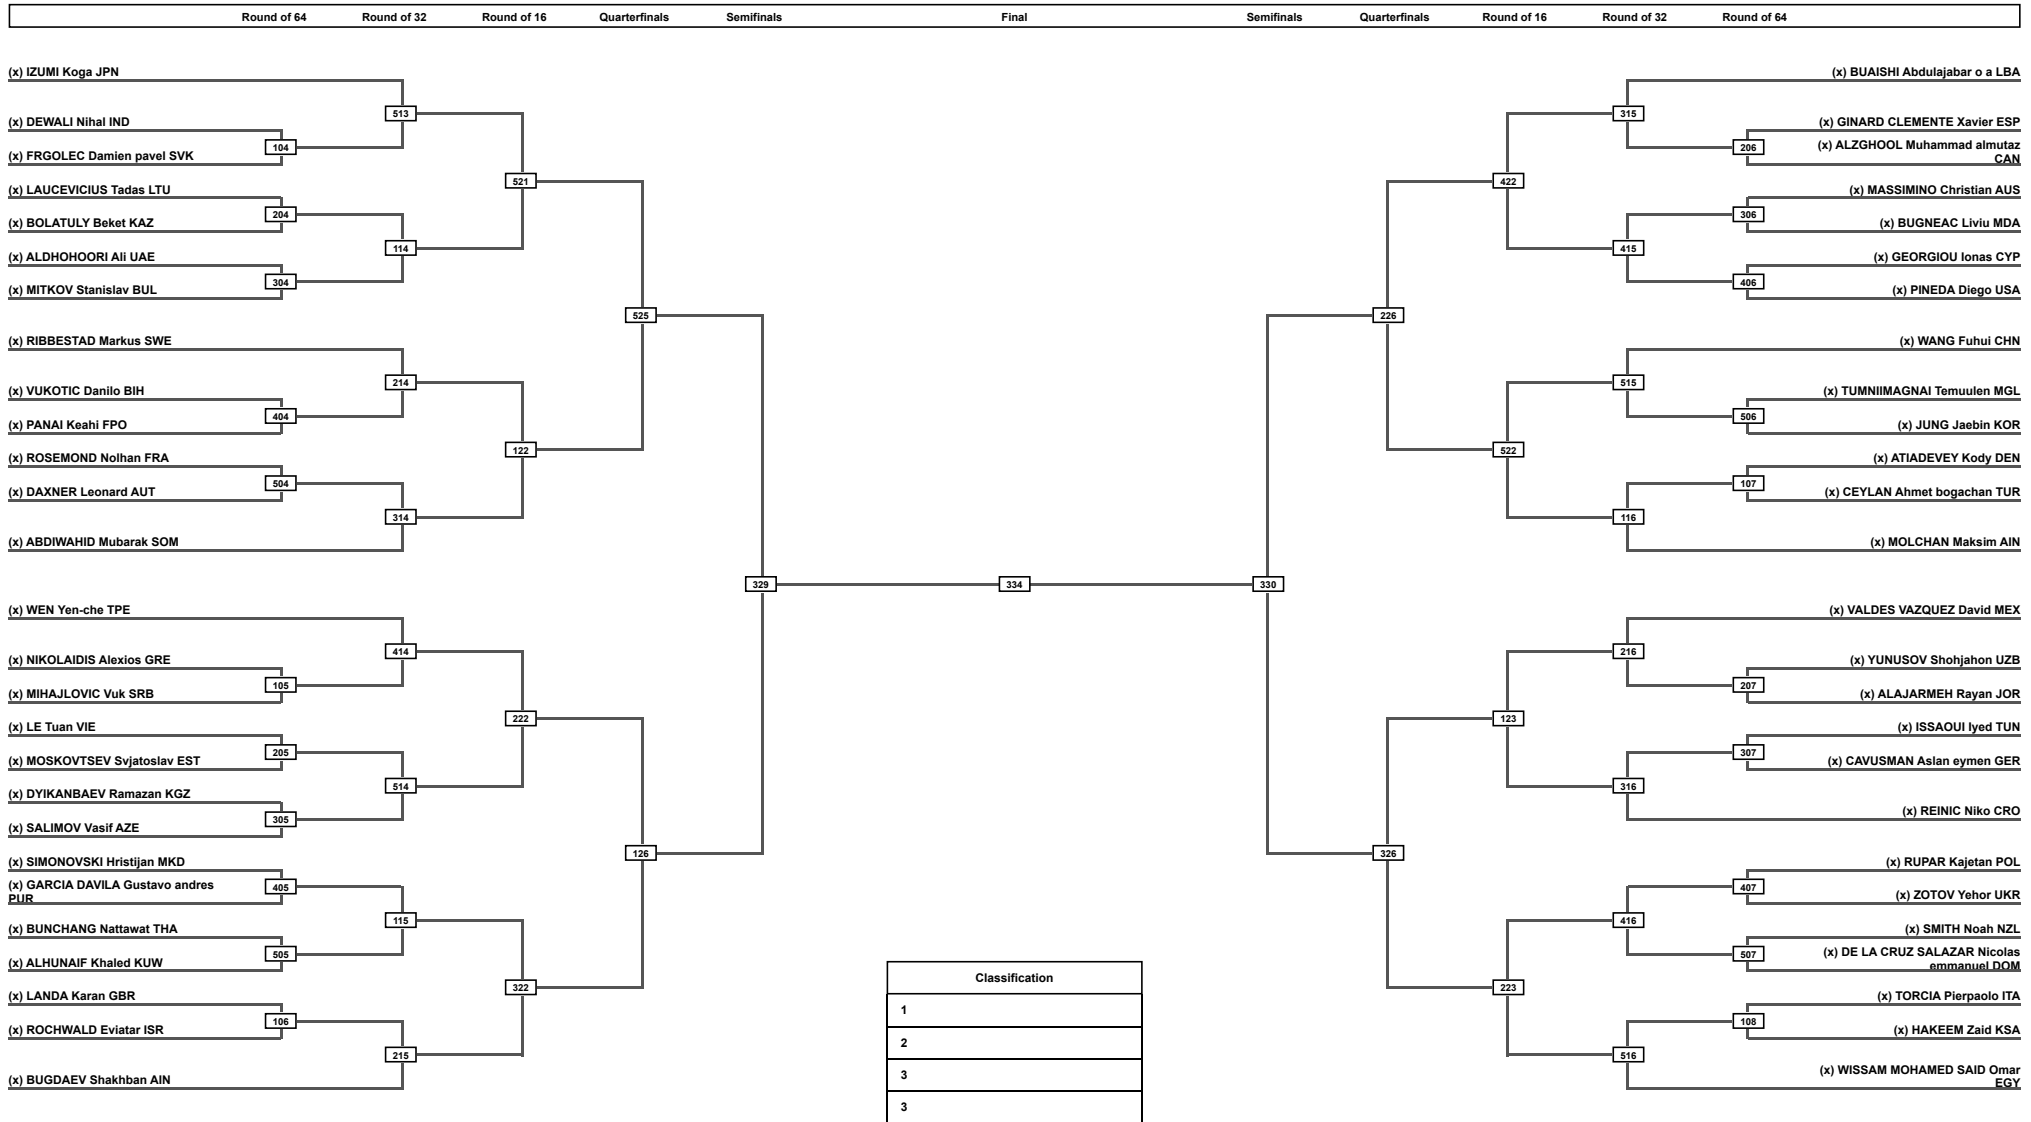 Round of 64 Round of 32 Round of 16 Quarterfinals Semifinals Final Semifinals Quarterfinals Round of 16 Round of 32 Round of 64
(x) IZUMI Koga JPN
513
(x) DEWALI Nihal IND
104
(x) FRGOLEC Damien pavel SVK
521
(x) LAUCEVICIUS Tadas LTU
204
(x) BOLATULY Beket KAZ
114
(x) ALDHOHOORI Ali UAE
304
(x) MITKOV Stanislav BUL
525
(x) RIBBESTAD Markus SWE
214
(x) VUKOTIC Danilo BIH
404
(x) PANAI Keahi FPO
122
(x) ROSEMOND Nolhan FRA
504
(x) DAXNER Leonard AUT
314
(x) ABDIWAHID Mubarak SOM
329
(x) WEN Yen-che TPE
414
(x) NIKOLAIDIS Alexios GRE
105
(x) MIHAJLOVIC Vuk SRB
222
(x) LE Tuan VIE
205
(x) MOSKOVTSEV Svjatoslav EST
514
(x) DYIKANBAEV Ramazan KGZ
305
(x) SALIMOV Vasif AZE
126
(x) SIMONOVSKI Hristijan MKD
405
(x) GARCIA DAVILA Gustavo andres
PUR
115
(x) BUNCHANG Nattawat THA
505
(x) ALHUNAIF Khaled KUW
322
(x) LANDA Karan GBR
106
(x) ROCHWALD Eviatar ISR
215
(x) BUGDAEV Shakhban AIN
334
(x) BUAISHI Abdulajabar o a LBA
315
(x) GINARD CLEMENTE Xavier ESP
206
(x) ALZGHOOL Muhammad almutaz
CAN
422
(x) MASSIMINO Christian AUS
306
(x) BUGNEAC Liviu MDA
415
(x) GEORGIOU Ionas CYP
406
(x) PINEDA Diego USA
226
(x) WANG Fuhui CHN
515
(x) TUMNIIMAGNAI Temuulen MGL
506
(x) JUNG Jaebin KOR
522
(x) ATIADEVEY Kody DEN
107
(x) CEYLAN Ahmet bogachan TUR
116
(x) MOLCHAN Maksim AIN
330
(x) VALDES VAZQUEZ David MEX
216
(x) YUNUSOV Shohjahon UZB
207
(x) ALAJARMEH Rayan JOR
123
(x) ISSAOUI Iyed TUN
307
(x) CAVUSMAN Aslan eymen GER
316
(x) REINIC Niko CRO
326
(x) RUPAR Kajetan POL
407
(x) ZOTOV Yehor UKR
416
(x) SMITH Noah NZL
507
(x) DE LA CRUZ SALAZAR Nicolas
emmanuel DOM
223
(x) TORCIA Pierpaolo ITA
108
(x) HAKEEM Zaid KSA
516
(x) WISSAM MOHAMED SAID Omar
EGY
Classification
1
2
3
3